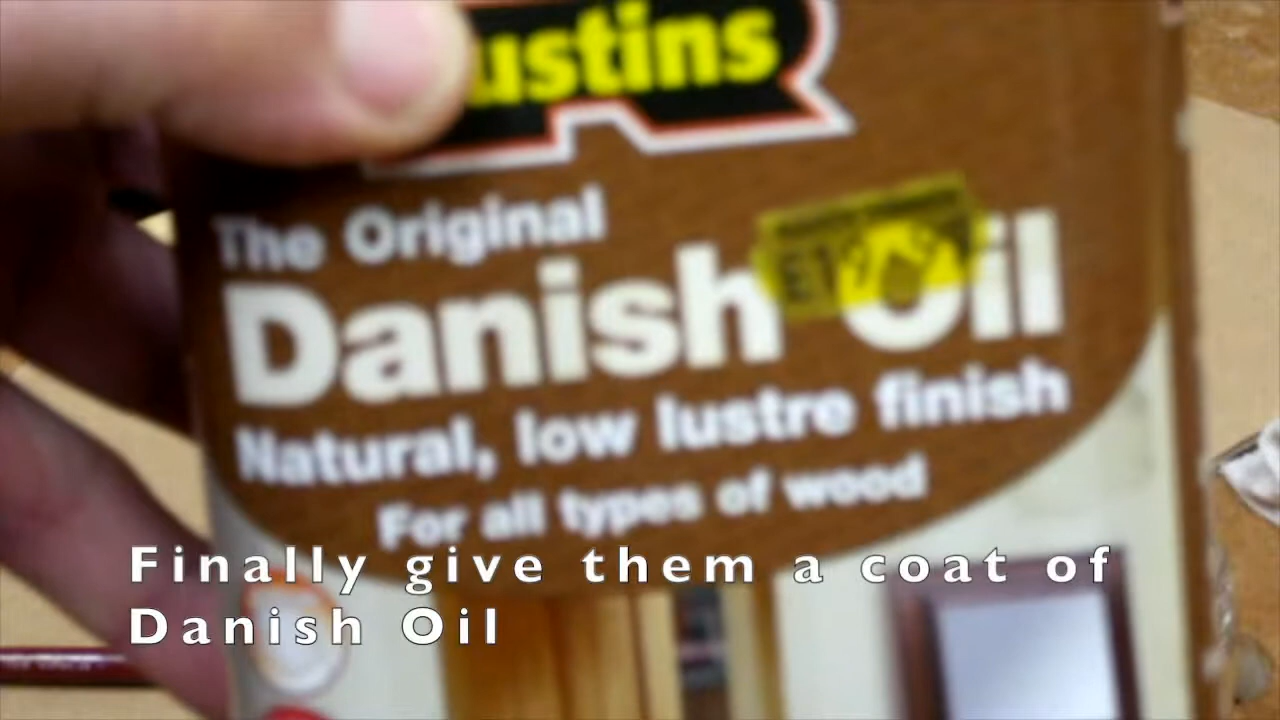 ustins
The Original
Danish Oil
Natural, low lustre finish
For all types of wood
Finally give them a coat of
Danish Oil